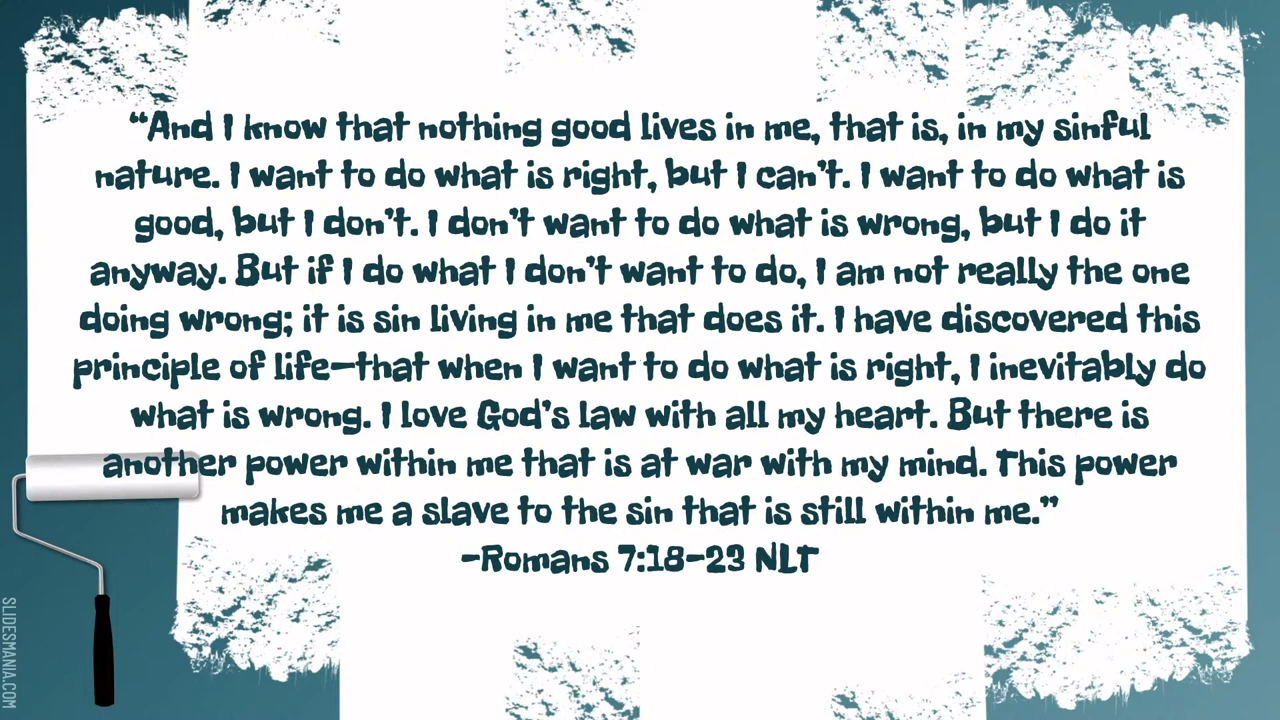 “And I know that nothing good lives in me, that is, in my sinful
nature. I want to do what is right, but I can’t. I want to do what is
good, but I don’t. I don’t want to do what is wrong, but I do it
anyway. But if I do what I don’t want to do, I am not really the one
doing wrong; it is sin living in me that does it. I have discovered this
principle of life—that when I want to do what is right, I inevitably do
what is wrong. I love God’s law with all my heart. But there is
another power within me that is at war with my mind. This power
makes me a slave to the sin that is still within me.”
-Romans 7:18-23 NLT
SLIDESMANIA.COM